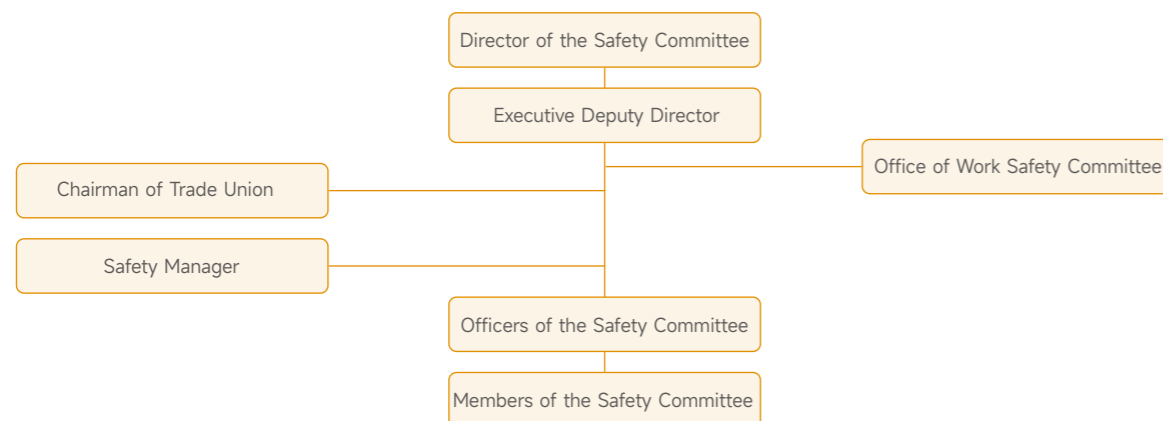 Director of the Safety Committee
Executive Deputy Director
Office of Work Safety Committee
Chairman of Trade Union
Safety Manager
Officers of the Safety Committee
Members of the Safety Committee